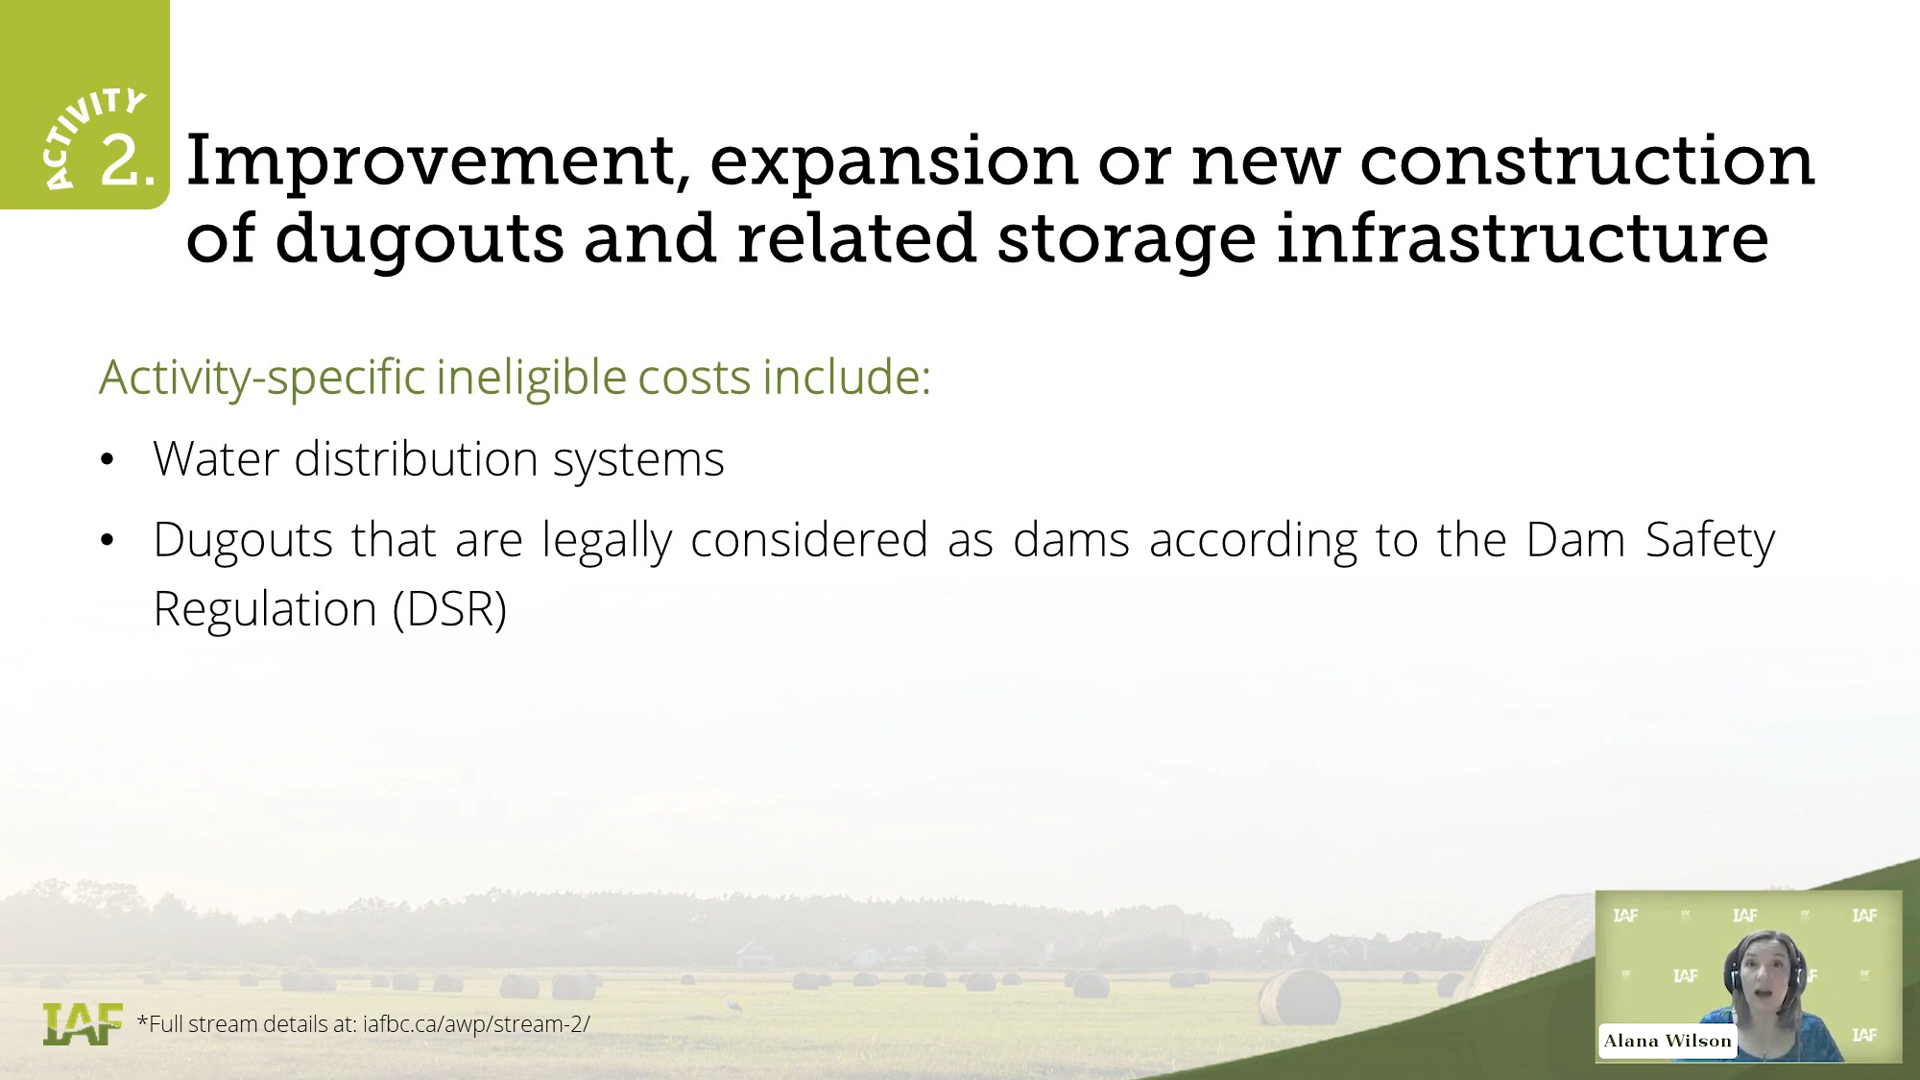 ACTIVITY
2.
Improvement, expansion or new construction
of dugouts and related storage infrastructure
Activity-specific ineligible costs include:
• Water distribution systems
• Dugouts that are legally considered as dams according to the Dam Safety
Regulation (DSR)
IAF
*Full stream details at: iafbc.ca/awp/stream-2/
IAF IAF IAF
IAF
IAF
Alana Wilson